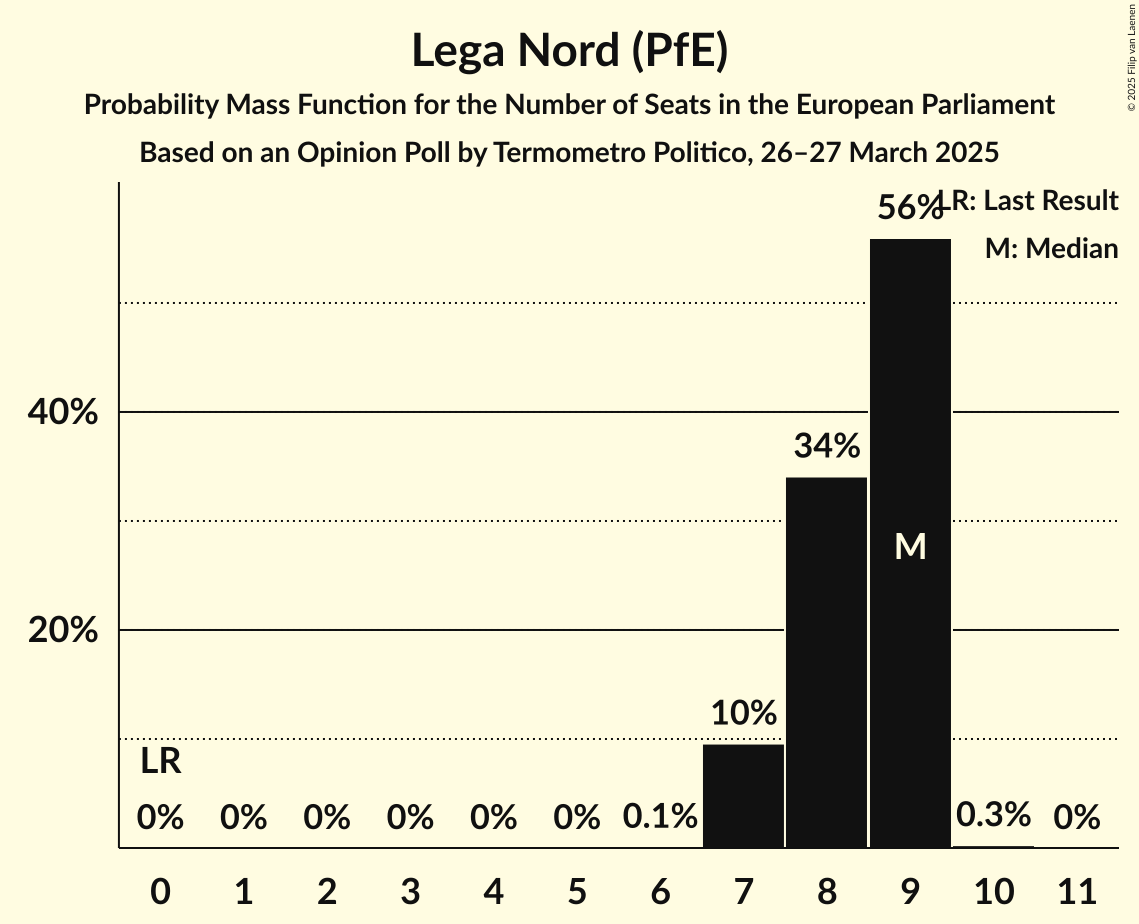 Lega Nord (PfE)
Probability Mass Function for the Number of Seats in the European Parliament
Based on an Opinion Poll by Termometro Politico, 26–27 March 2025
© 2025 Filip van Laenen
LR: Last Result
M: Median
56%
40%
34%
M
20%
10%
LR
0% 0% 0% 0% 0% 0% 0.1% 0.3% 0%
0 1 2 3 4 5 6 7 8 9 10 11